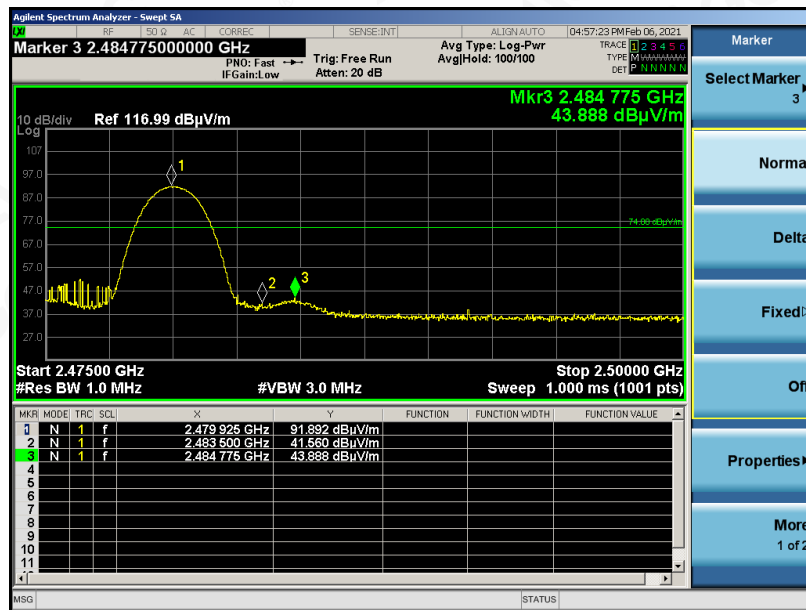 Agilent Spectrum Analyzer - Swept SA
LXI RF 50 Ω AC CORREC SENSE:INT ALIGN AUTO 04:57:23 PM Feb 06, 2021
Marker 3 2.484775000000 GHz
PNO: Fast
IFGain:Low
Trig: Free Run
Atten: 20 dB
Avg Type: Log-Pwr
Avg|Hold: 100/100
TRACE 1 2 3 4 5 6
TYPE M WWWWW
DET P N N N N N
Mkr3 2.484 775 GHz
43.888 dBµV/m
10 dB/div Ref 116.99 dBµV/m
Log
107
97.0
87.0
77.0
67.0
57.0
47.0
37.0
27.0
1
2
3
74.00 dBµV/m
Start 2.47500 GHz Stop 2.50000 GHz
#Res BW 1.0 MHz #VBW 3.0 MHz Sweep 1.000 ms (1001 pts)
MKR MODE TRC SCL X Y FUNCTION FUNCTION WIDTH FUNCTION VALUE
1 N 1 f 2.479 925 GHz 91.892 dBµV/m
2 N 1 f 2.483 500 GHz 41.560 dBµV/m
3 N 1 f 2.484 775 GHz 43.888 dBµV/m
4
5
6
7
8
9
10
11
MSG STATUS
Marker
Select Marker
3
Norma
Delta
Fixed
Off
Properties
More
1 of 2